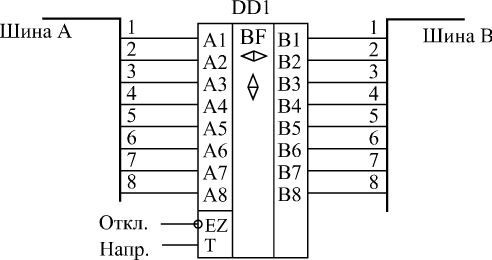 DD1
Шина А
Шина В
1 A1 BF B1 1
2 A2 B2 2
3 A3 B3 3
4 A4 B4 4
5 A5 B5 5
6 A6 B6 6
7 A7 B7 7
8 A8 B8 8
Откл. EZ
Напр. T